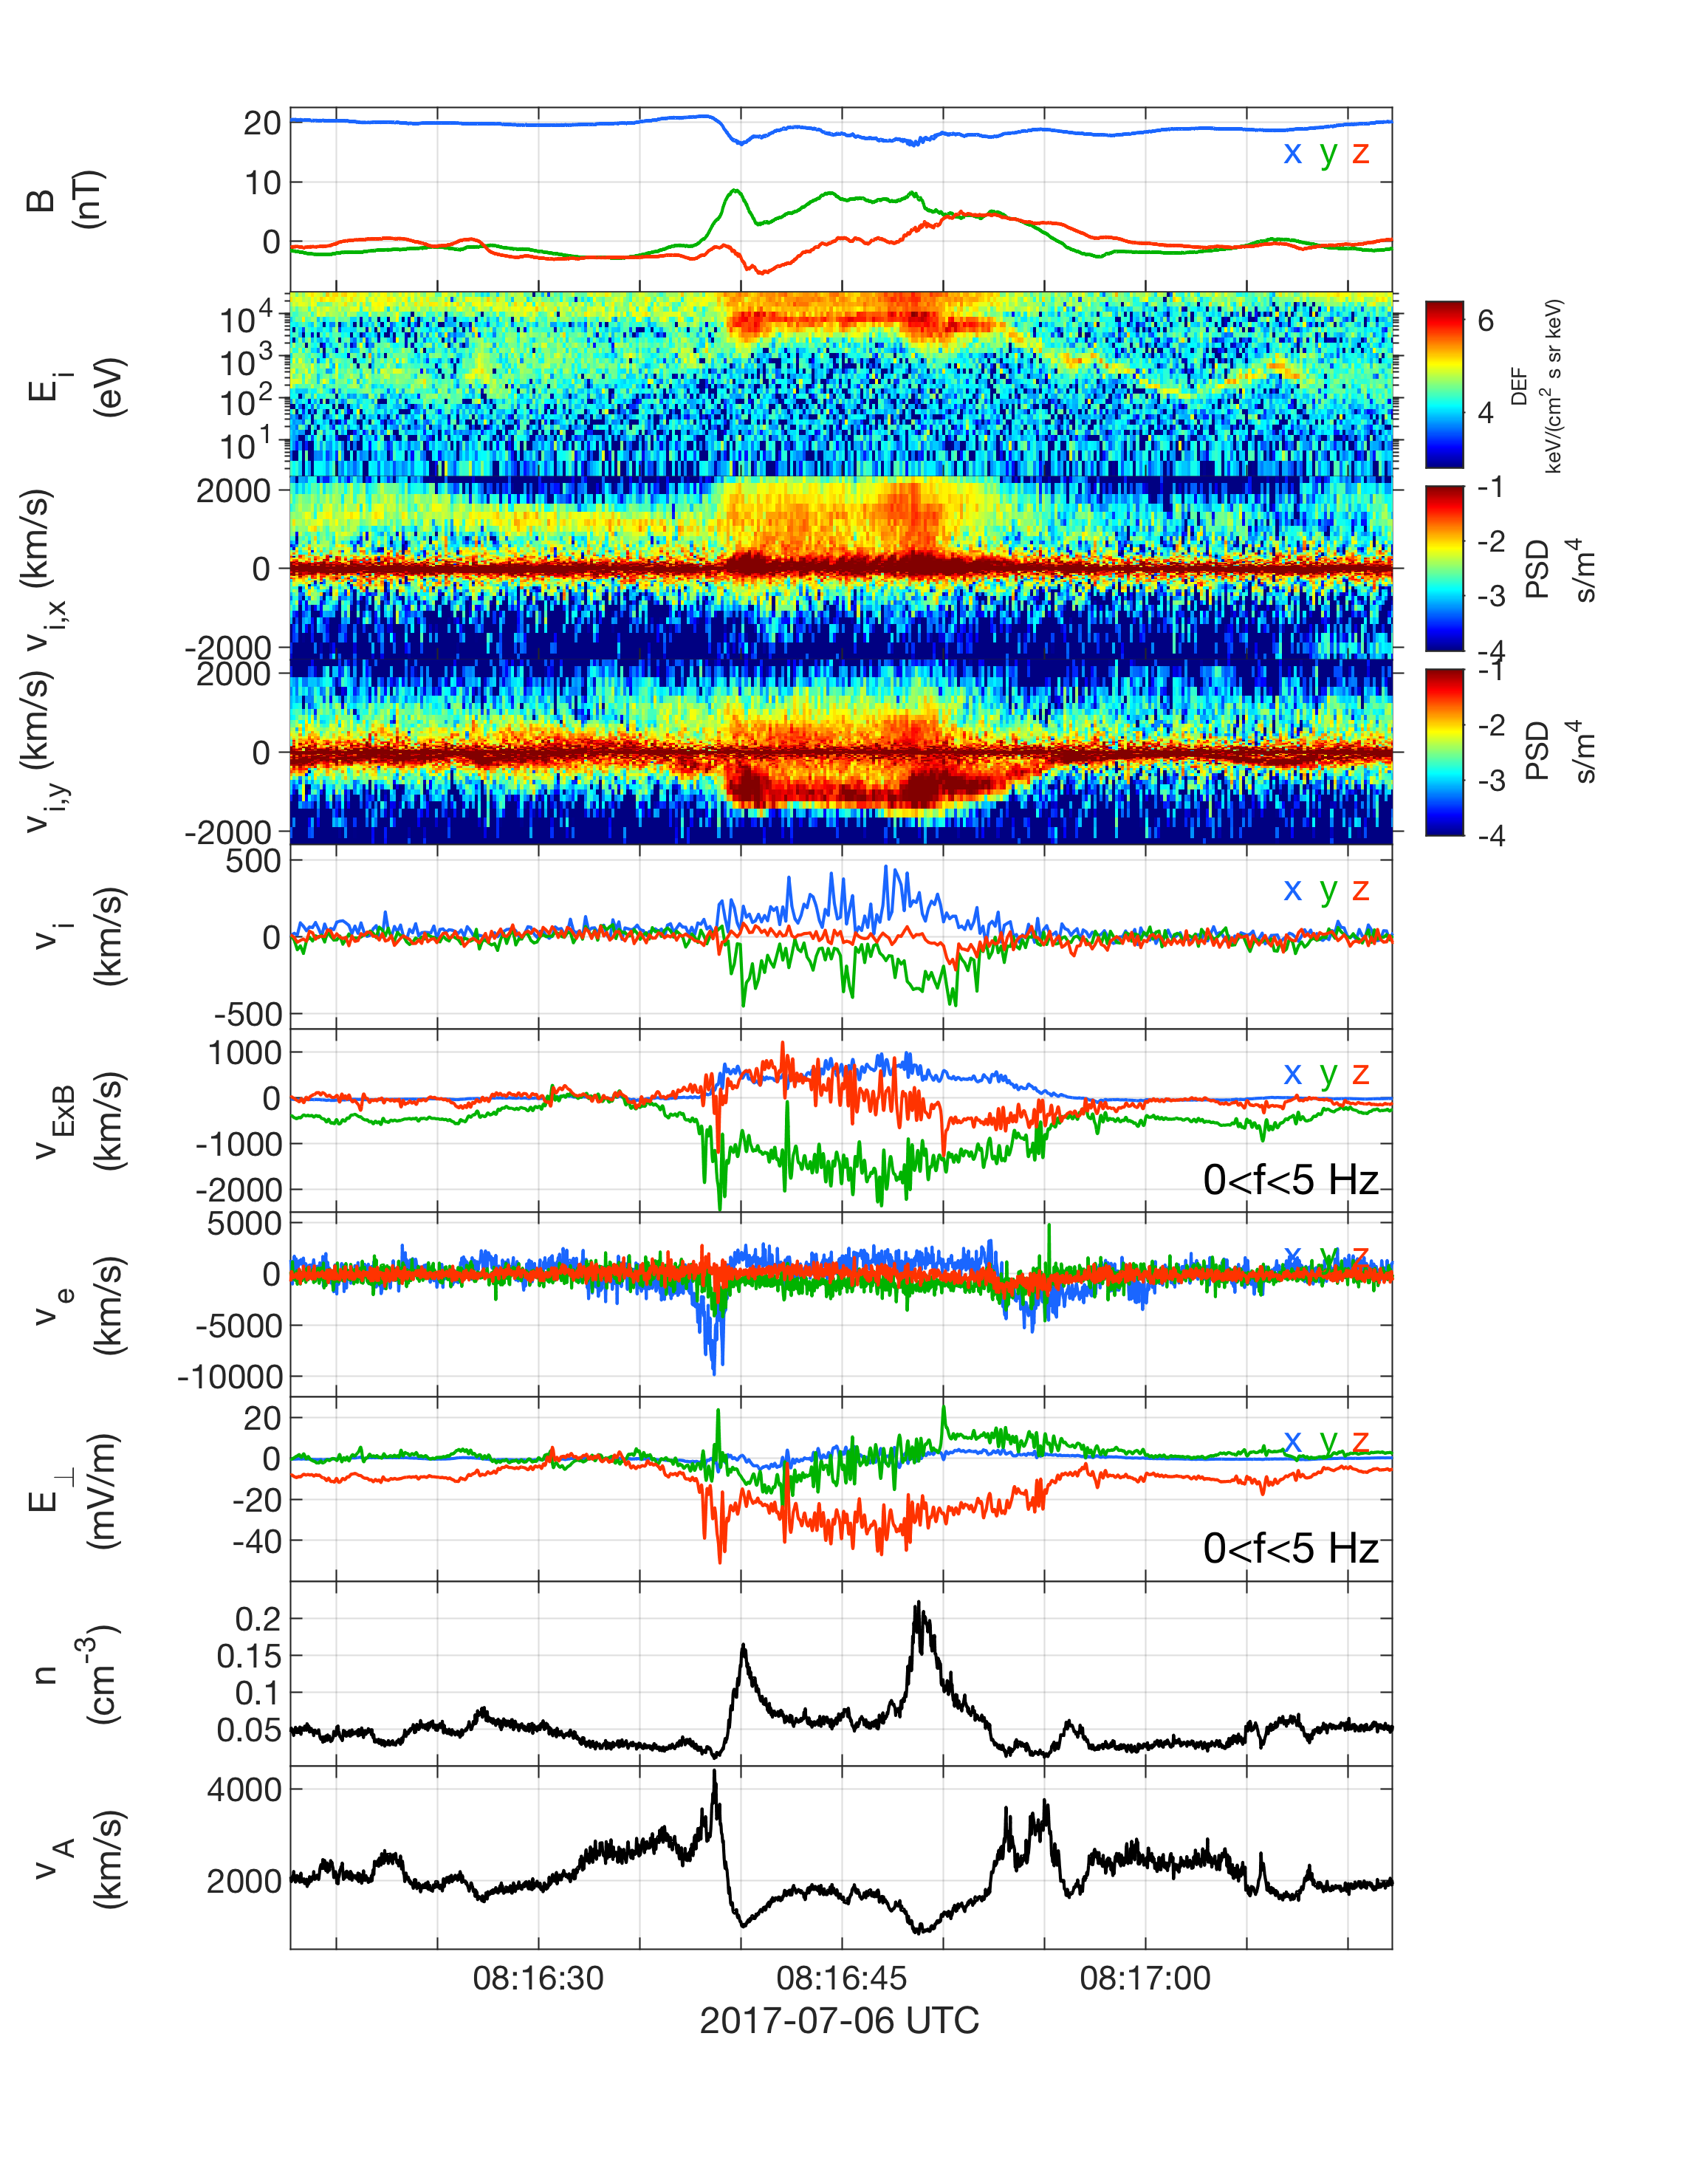 20
10
0
B
(nT)
x y z
10^4
10^3
10^2
10^1
E_i
(eV)
6
4
DEF
keV/(cm^2 s sr keV)
2000
0
-2000
v_i,x (km/s)
-1
-2
-3
-4
PSD
s/m^4
2000
0
-2000
v_i,y (km/s)
-1
-2
-3
-4
PSD
s/m^4
500
0
-500
v_i
(km/s)
x y z
1000
0
-1000
-2000
v_ExB
(km/s)
x y z
0<f<5 Hz
5000
0
-5000
-10000
v_e
(km/s)
x y z
20
0
-20
-40
E_⊥
(mV/m)
x y z
0<f<5 Hz
0.2
0.15
0.1
0.05
n
(cm^-3)
4000
2000
v_A
(km/s)
08:16:30 08:16:45 08:17:00
2017-07-06 UTC